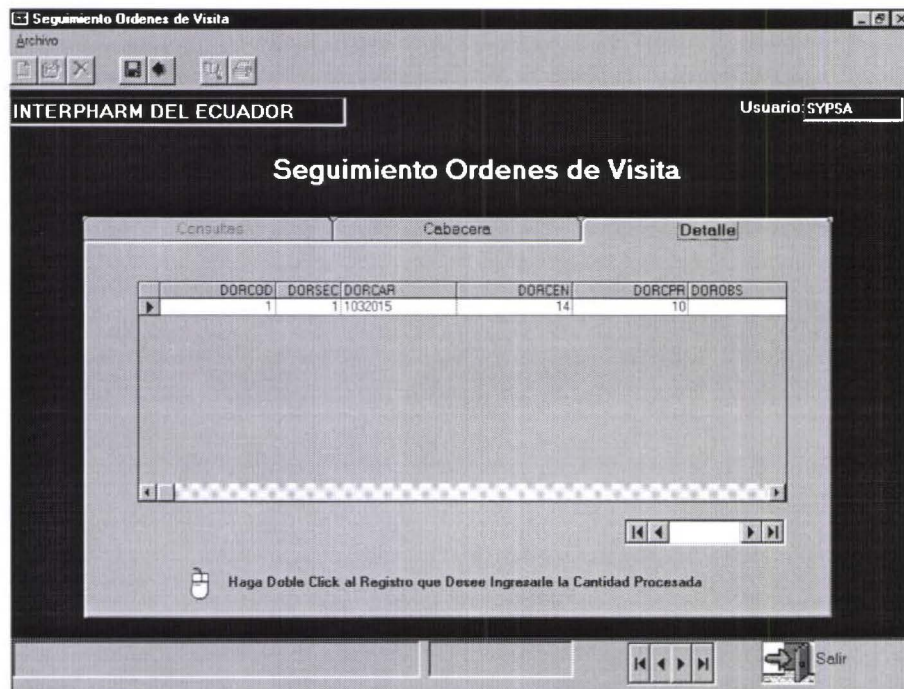 Seguimiento Ordenes de Visita
Archivo
INTERPHARM DEL ECUADOR
Usuario: SYPSA
Seguimiento Ordenes de Visita
Consultas Cabecera Detalle
DORCOD DORSEC DORCAR DORCEN DORCPR DOROBS
1 1 1032015 14 10
Haga Doble Click al Registro que Desee Ingresarle la Cantidad Procesada
Salir